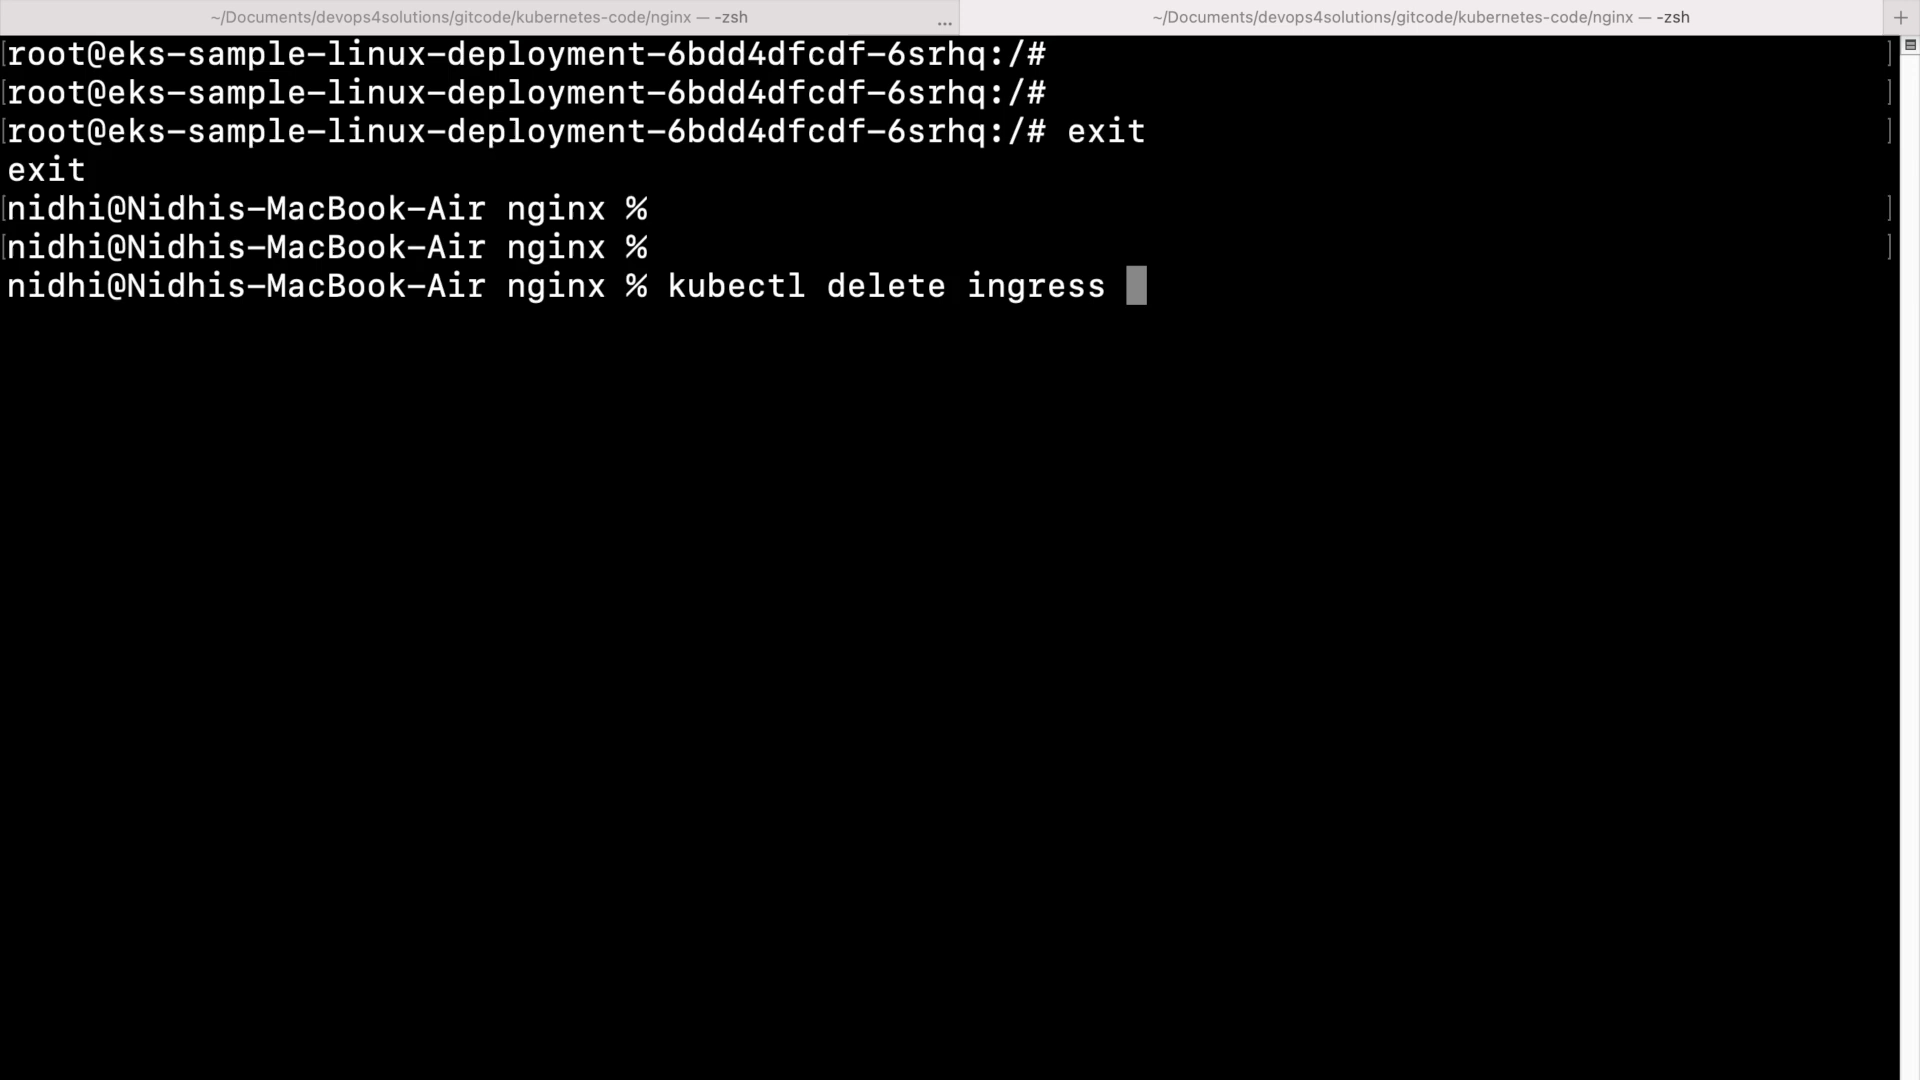 ~/Documents/devops4solutions/gitcode/kubernetes-code/nginx — -zsh ... ~/Documents/devops4solutions/gitcode/kubernetes-code/nginx — -zsh +
[root@eks-sample-linux-deployment-6bdd4dfcdf-6srhq:/# ]
[root@eks-sample-linux-deployment-6bdd4dfcdf-6srhq:/# ]
[root@eks-sample-linux-deployment-6bdd4dfcdf-6srhq:/# exit ]
exit
[nidhi@Nidhis-MacBook-Air nginx % ]
[nidhi@Nidhis-MacBook-Air nginx % ]
nidhi@Nidhis-MacBook-Air nginx % kubectl delete ingress